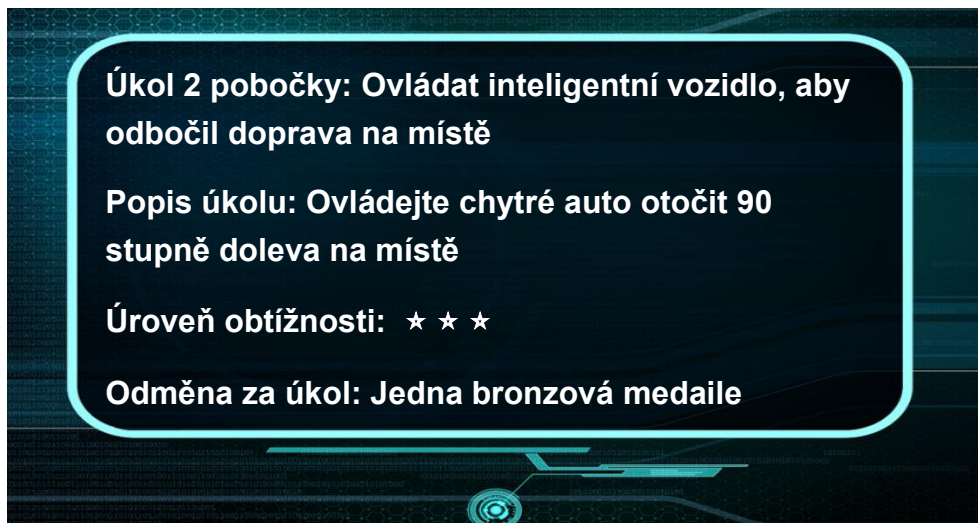 Úkol 2 pobočky: Ovládat inteligentní vozidlo, aby
odbočil doprava na místě
Popis úkolu: Ovládejte chytré auto otočit 90
stupně doleva na místě
Úroveň obtížnosti: ★ ★ ★
Odměna za úkol: Jedna bronzová medaile